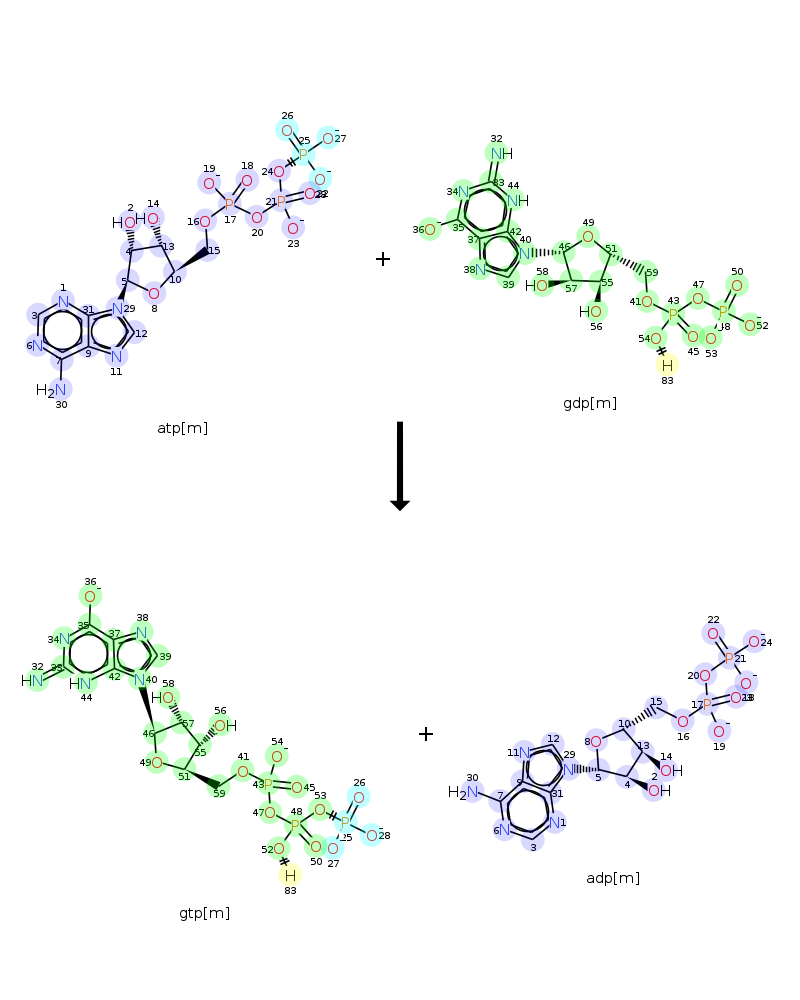 26
25
27
O
O⁻
P
O⁻
24
O
32
NH
19
18
O⁻
O
21
P
O
22
23
O⁻
17
P
20
O
16
O
15
2
14
HO
HO
4
13
10
5
O
8
1
N
3
31
29
N
12
6
N
7
9
N
11
H₂N
30
atp[m]
+
33
34
N
44
NH
35
36
O⁻
37
42
40
N
38
N
39
49
O
46
51
58
HO
57
55
56
HO
59
41
O
43
P
47
O
50
O
P
O⁻
52
54
O
45
O
53
O⁻
H
83
gdp[m]
36
O⁻
35
34
N
37
38
N
39
32
HN
33
HN
44
42
N
40
58
HO
56
OH
57
55
46
49
O
51
59
41
O
54
O⁻
43
P
O
45
47
O
48
P
53
O
26
O
25
P
O⁻
28
52
O
50
O
27
O⁻
H
83
gtp[m]
+
22
O
24
O⁻
21
P
20
O
O⁻
17
P
O
19
O⁻
16
O
15
10
8
O
13
14
OH
2
OH
4
5
12
11
N
29
N
9
31
30
H₂N
7
6
N
N
1
3
adp[m]